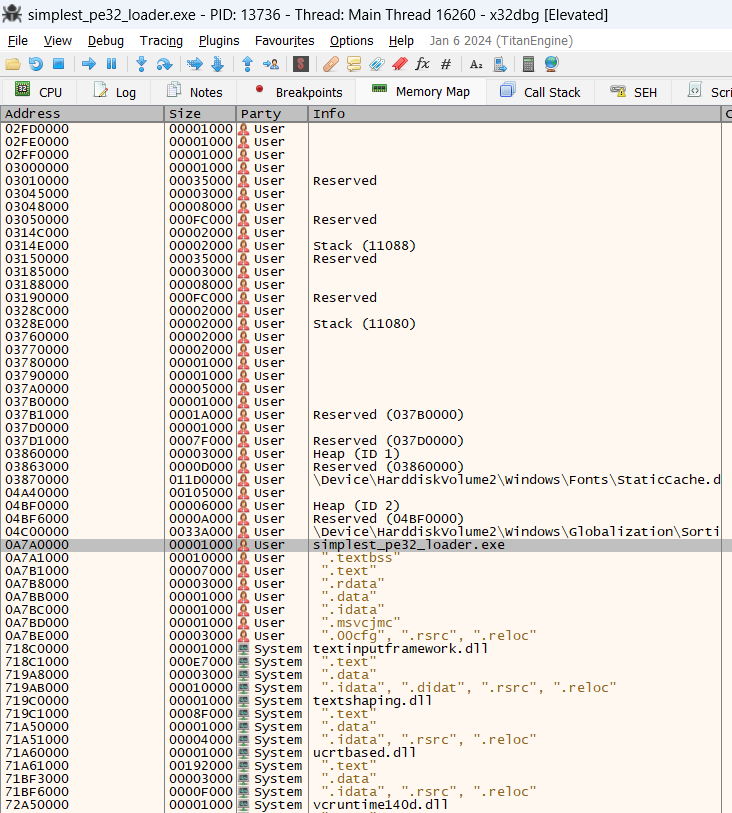 simplest_pe32_loader.exe - PID: 13736 - Thread: Main Thread 16260 - x32dbg [Elevated]
File View Debug Tracing Plugins Favourites Options Help Jan 6 2024 (TitanEngine)
CPU Log Notes Breakpoints Memory Map Call Stack SEH Scri
Address Size Party Info C
02FD0000 00001000 User
02FE0000 00001000 User
02FF0000 00001000 User
03000000 00001000 User
03010000 00035000 User Reserved
03045000 00003000 User
03048000 00008000 User
03050000 000FC000 User Reserved
0314C000 00002000 User
0314E000 00002000 User Stack (11088)
03150000 00035000 User Reserved
03185000 00003000 User
03188000 00008000 User
03190000 000FC000 User Reserved
0328C000 00002000 User
0328E000 00002000 User Stack (11080)
03760000 00002000 User
03770000 00002000 User
03780000 00001000 User
03790000 00001000 User
037A0000 00005000 User
037B0000 00001000 User
037B1000 0001A000 User Reserved (037B0000)
037D0000 00001000 User
037D1000 0007F000 User Reserved (037D0000)
03860000 00003000 User Heap (ID 1)
03863000 0000D000 User Reserved (03860000)
03870000 011D0000 User \Device\HarddiskVolume2\Windows\Fonts\StaticCache.d
04A40000 00105000 User
04BF0000 00006000 User Heap (ID 2)
04BF6000 0000A000 User Reserved (04BF0000)
04C00000 0033A000 User \Device\HarddiskVolume2\Windows\Globalization\Sorti
0A7A0000 00001000 User simplest_pe32_loader.exe
0A7A1000 00010000 User ".textbss"
0A7B1000 00007000 User ".text"
0A7B8000 00003000 User ".rdata"
0A7BB000 00001000 User ".data"
0A7BC000 00001000 User ".idata"
0A7BD000 00001000 User ".msvcjmc"
0A7BE000 00003000 User ".00cfg", ".rsrc", ".reloc"
718C0000 00001000 System textinputframework.dll
718C1000 000E7000 System ".text"
719A8000 00003000 System ".data"
719AB000 00010000 System ".idata", ".didat", ".rsrc", ".reloc"
719C0000 00001000 System textshaping.dll
719C1000 0008F000 System ".text"
71A50000 00001000 System ".data"
71A51000 00004000 System ".idata", ".rsrc", ".reloc"
71A60000 00001000 System ucrtbased.dll
71A61000 00192000 System ".text"
71BF3000 00003000 System ".data"
71BF6000 0000F000 System ".idata", ".rsrc", ".reloc"
72A50000 00001000 System vcruntime140d.dll